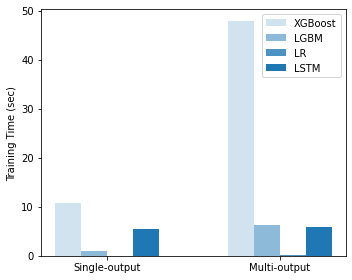 50
40
30
20
10
0
Training Time (sec)
XGBoost
LGBM
LR
LSTM
Single-output
Multi-output